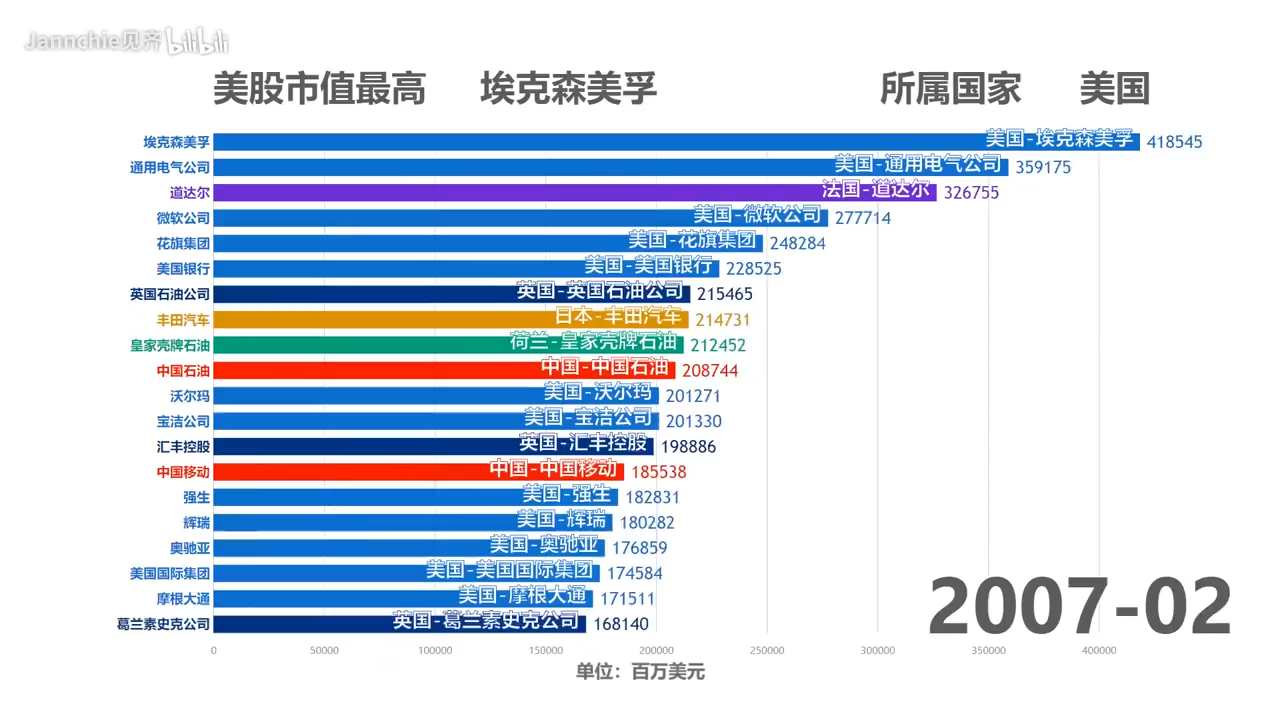 Jannchie见齐 bilibili
美股市值最高 埃克森美孚 所属国家 美国
埃克森美孚 美国-埃克森美孚 418545
通用电气公司 美国-通用电气公司 359175
道达尔 法国-道达尔 326755
微软公司 美国-微软公司 277714
花旗集团 美国-花旗集团 248284
美国银行 美国-美国银行 228525
英国石油公司 英国-英国石油公司 215465
丰田汽车 日本-丰田汽车 214731
皇家壳牌石油 荷兰-皇家壳牌石油 212452
中国石油 中国-中国石油 208744
沃尔玛 美国-沃尔玛 201271
宝洁公司 美国-宝洁公司 201330
汇丰控股 英国-汇丰控股 198886
中国移动 中国-中国移动 185538
强生 美国-强生 182831
辉瑞 美国-辉瑞 180282
奥驰亚 美国-奥驰亚 176859
美国国际集团 美国-美国国际集团 174584
摩根大通 美国-摩根大通 171511
葛兰素史克公司 英国-葛兰素史克公司 168140
2007-02
0 50000 100000 150000 200000 250000 300000 350000 400000
单位：百万美元